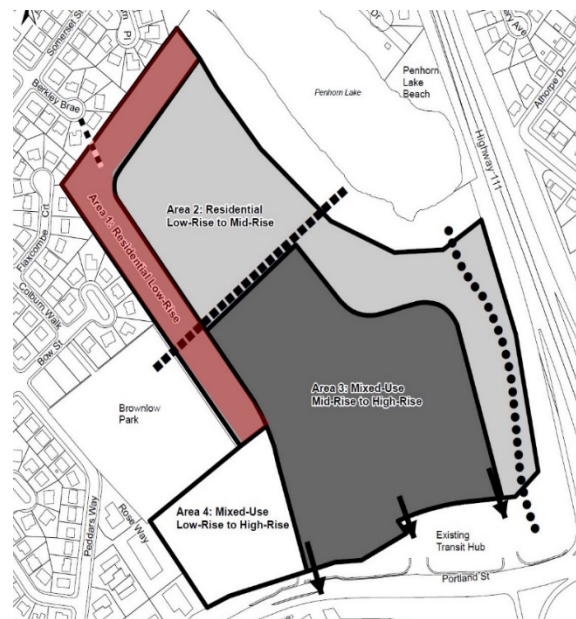 Somerset St
Pl
Berkley Brae
Dr
Penhorn Lake
Penhorn
Lake
Beach
Highway 111
Athorpe Dr
Ave
Flaxcombe Crt
Colburn Walk
Bow St
Area 1: Residential Low-Rise
Area 2: Residential
Low-Rise to Mid-Rise
Area 3: Mixed-Use
Mid-Rise to High-Rise
Brownlow
Park
Peddars Way
Rose Way
Area 4: Mixed-Use
Low-Rise to High-Rise
Existing
Transit Hub
Portland St